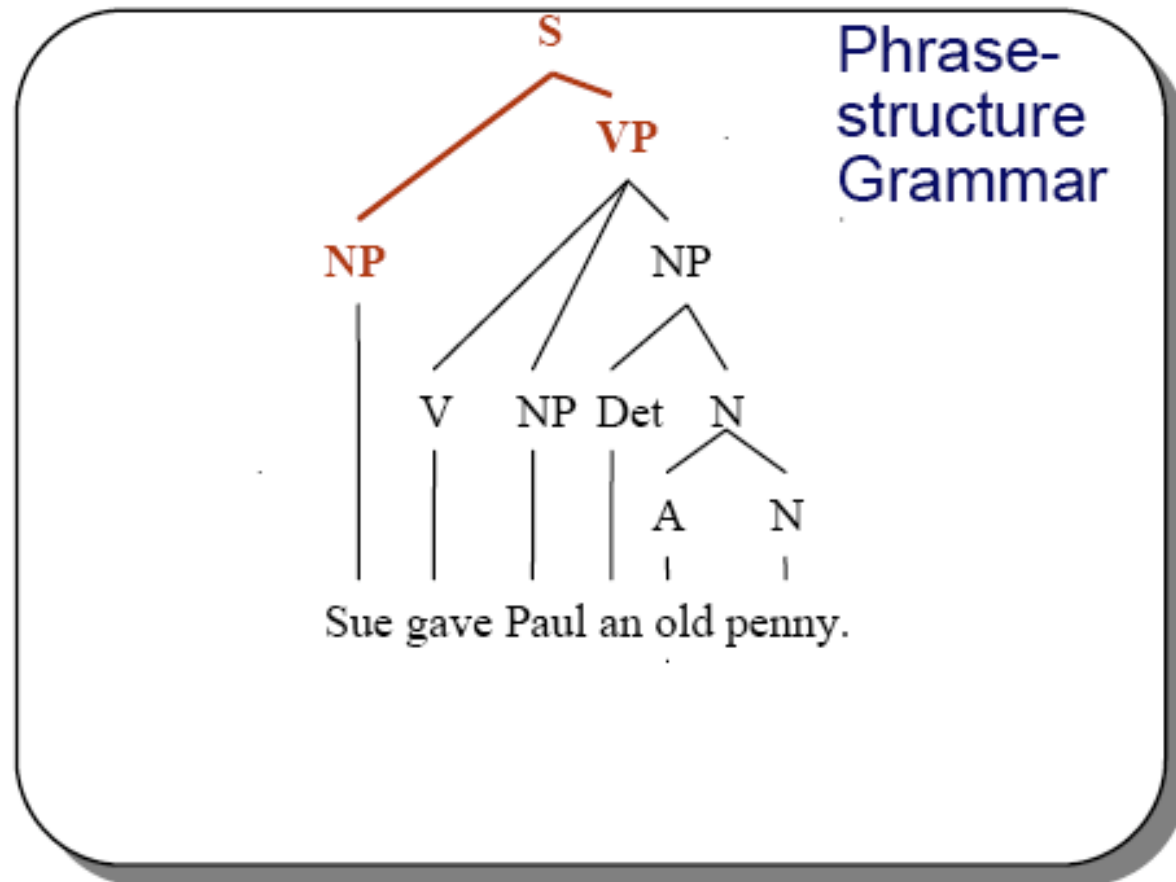 S
Phrase-
structure
Grammar
VP
NP NP
V NP Det N
A N
Sue gave Paul an old penny.